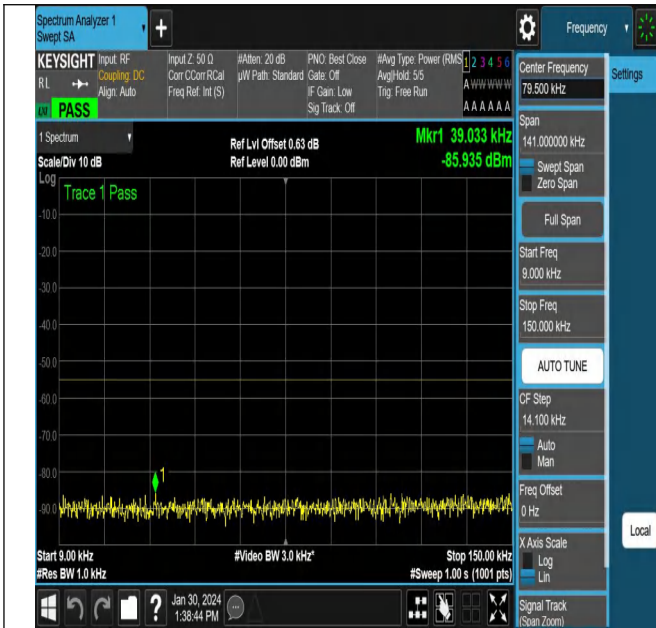 Spectrum Analyzer 1
Swept SA
Frequency
KEYSIGHT
RL
PASS
Input: RF
Coupling: DC
Align: Auto
Input Z: 50 Ω
Corr CCorr RCal
Freq Ref: Int (S)
#Atten: 20 dB
µW Path: Standard
PNO: Best Close
Gate: Off
IF Gain: Low
Sig Track: Off
#Avg Type: Power (RMS
Avg|Hold: 5/5
Trig: Free Run
1 2 3 4 5 6
A W W W W W
A A A A A A
1 Spectrum
Scale/Div 10 dB
Ref Lvl Offset 0.63 dB
Ref Level 0.00 dBm
Mkr1 39.033 kHz
-85.935 dBm
Log
Trace 1 Pass
-10.0
-20.0
-30.0
-40.0
-50.0
-60.0
-70.0
-80.0
-90.0
1
Start 9.00 kHz
#Res BW 1.0 kHz
#Video BW 3.0 kHz*
Stop 150.00 kHz
#Sweep 1.00 s (1001 pts)
Jan 30, 2024
1:38:44 PM
Center Frequency
79.500 kHz
Settings
Span
141.000000 kHz
Swept Span
Zero Span
Full Span
Start Freq
9.000 kHz
Stop Freq
150.000 kHz
AUTO TUNE
CF Step
14.100 kHz
Auto
Man
Freq Offset
0 Hz
Local
X Axis Scale
Log
Lin
Signal Track
(Span Zoom)